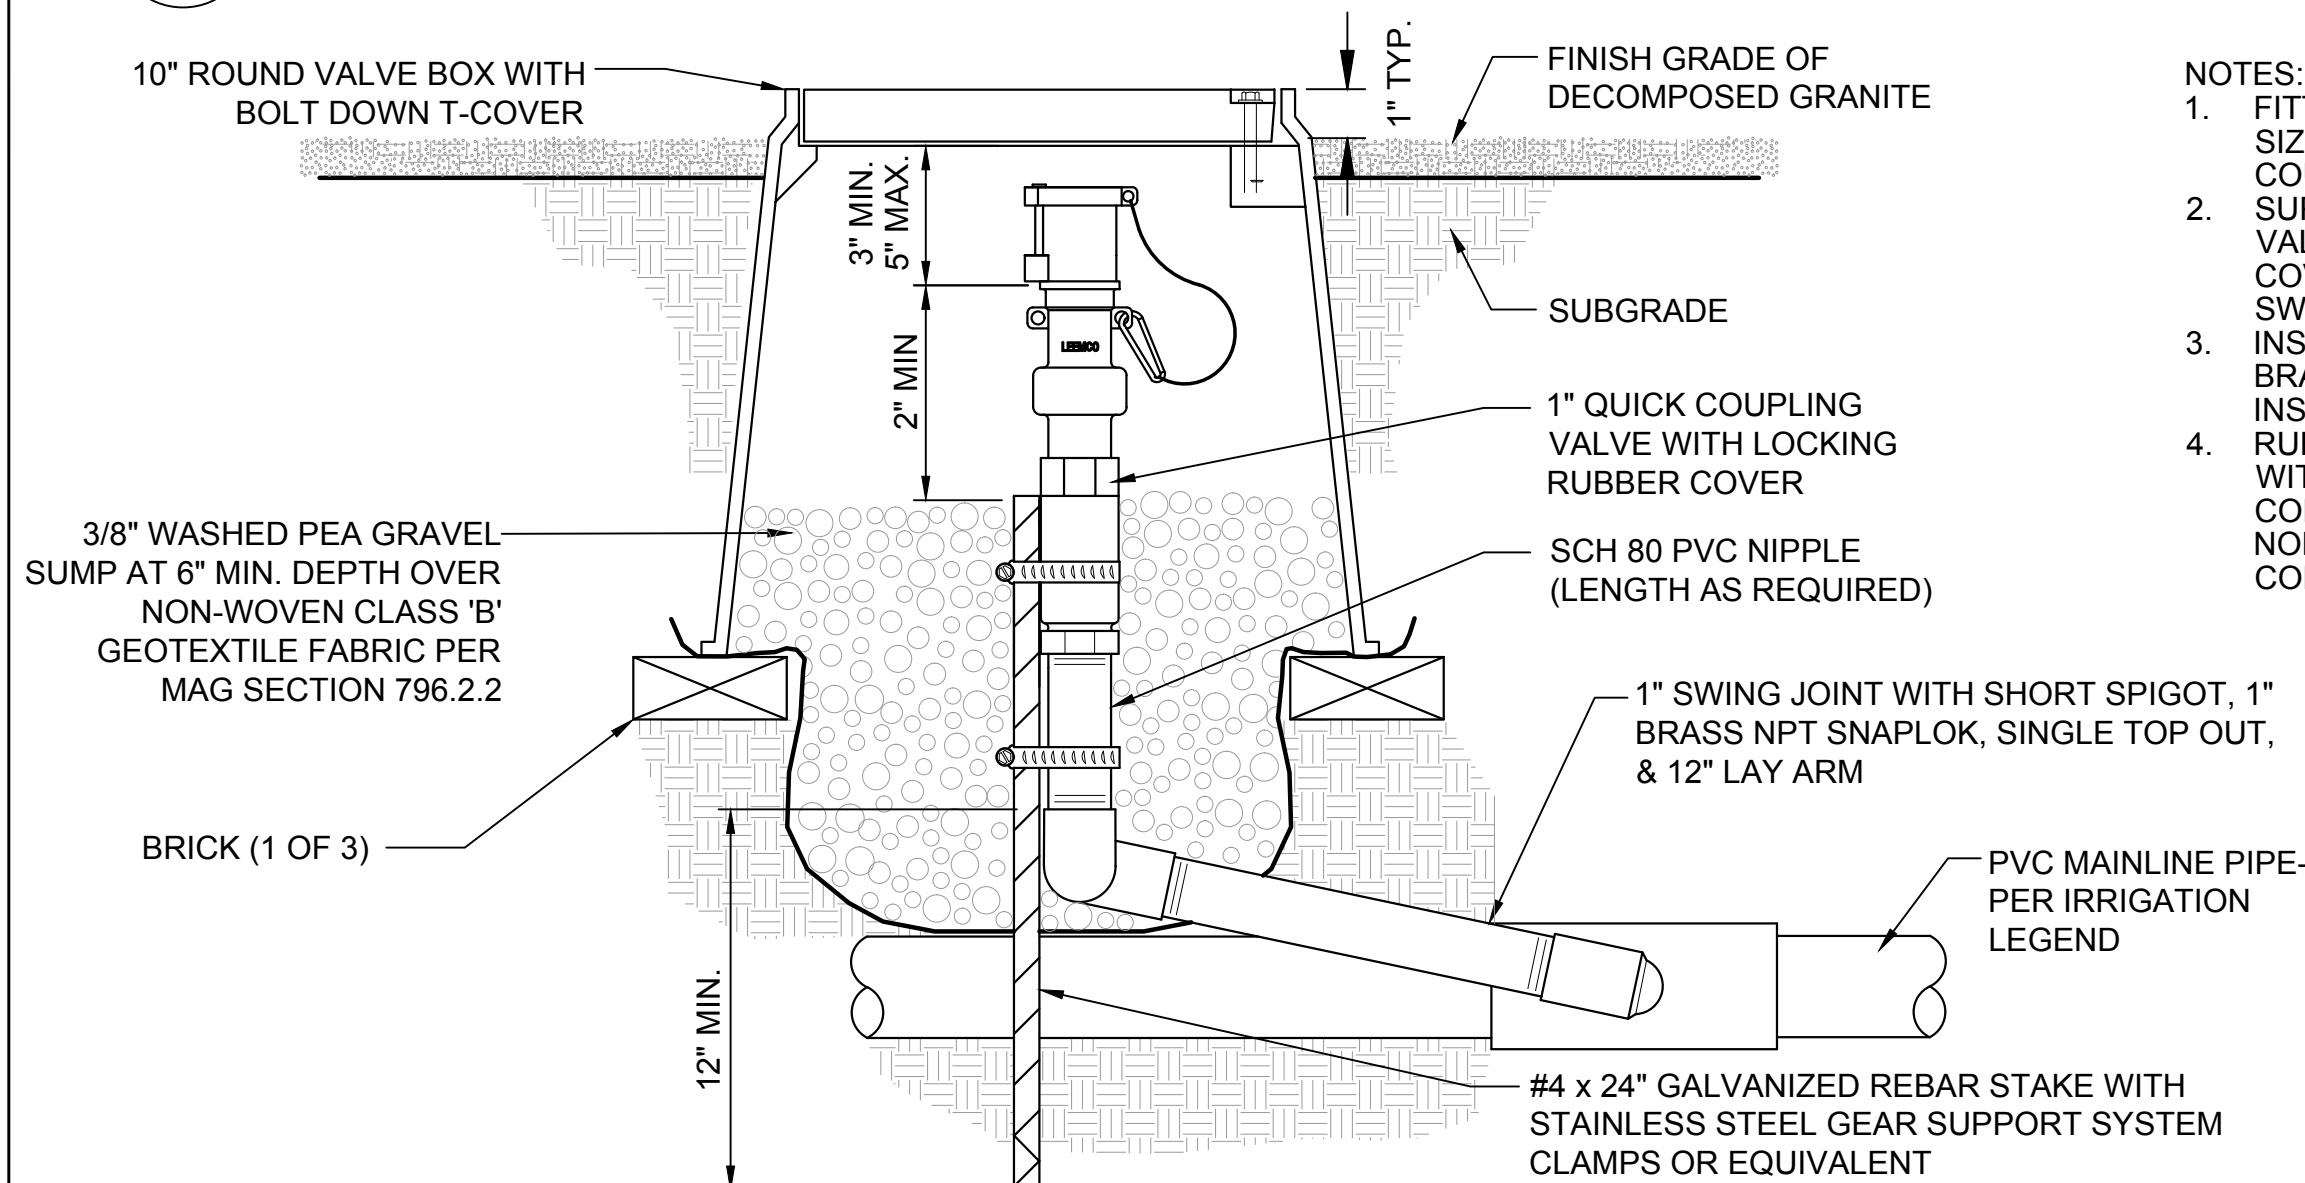 10" ROUND VALVE BOX WITH
BOLT DOWN T-COVER
1" TYP.
FINISH GRADE OF
DECOMPOSED GRANITE
3" MIN.
5" MAX.
SUBGRADE
2" MIN
LEEMCO
1" QUICK COUPLING
VALVE WITH LOCKING
RUBBER COVER
3/8" WASHED PEA GRAVEL
SUMP AT 6" MIN. DEPTH OVER
NON-WOVEN CLASS 'B'
GEOTEXTILE FABRIC PER
MAG SECTION 796.2.2
SCH 80 PVC NIPPLE
(LENGTH AS REQUIRED)
1" SWING JOINT WITH SHORT SPIGOT, 1"
BRASS NPT SNAPLOK, SINGLE TOP OUT,
& 12" LAY ARM
BRICK (1 OF 3)
PVC MAINLINE PIPE-
PER IRRIGATION
LEGEND
12" MIN.
#4 x 24" GALVANIZED REBAR STAKE WITH
STAINLESS STEEL GEAR SUPPORT SYSTEM
CLAMPS OR EQUIVALENT
NOTES:
1.
2.
3.
4.